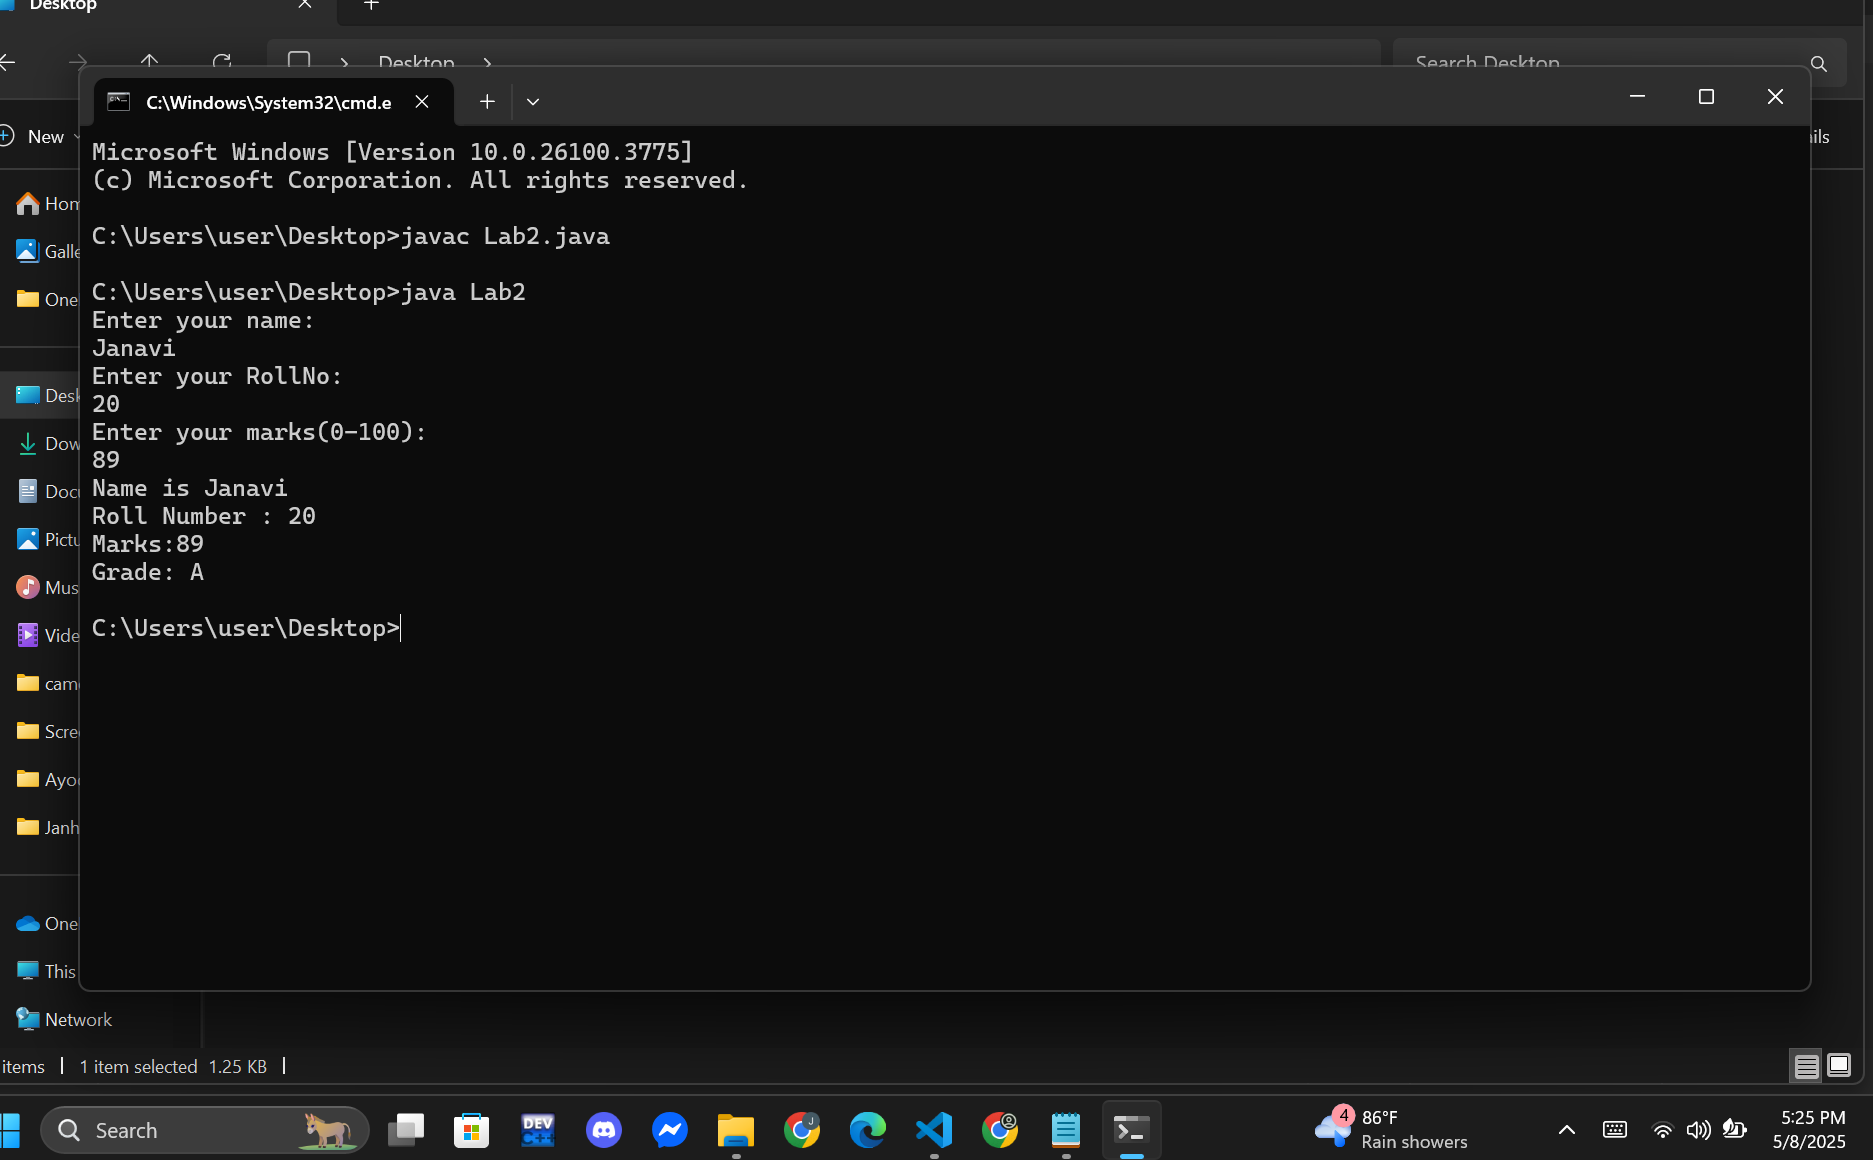 Desktop
Desktop
Search Desktop
C:\Windows\System32\cmd.e
New
ils
Microsoft Windows [Version 10.0.26100.3775]
(c) Microsoft Corporation. All rights reserved.
C:\Users\user\Desktop>javac Lab2.java
C:\Users\user\Desktop>java Lab2
Enter your name:
Janavi
Enter your RollNo:
20
Enter your marks(0-100):
89
Name is Janavi
Roll Number : 20
Marks:89
Grade: A
C:\Users\user\Desktop>
Hom
Galle
One
Desk
Dow
Docu
Pictu
Mus
Vide
cam
Scre
Ayo
Janh
One
This
Network
items
1 item selected 1.25 KB
Search
DEV
C++
J
4
86°F
Rain showers
5:25 PM
5/8/2025